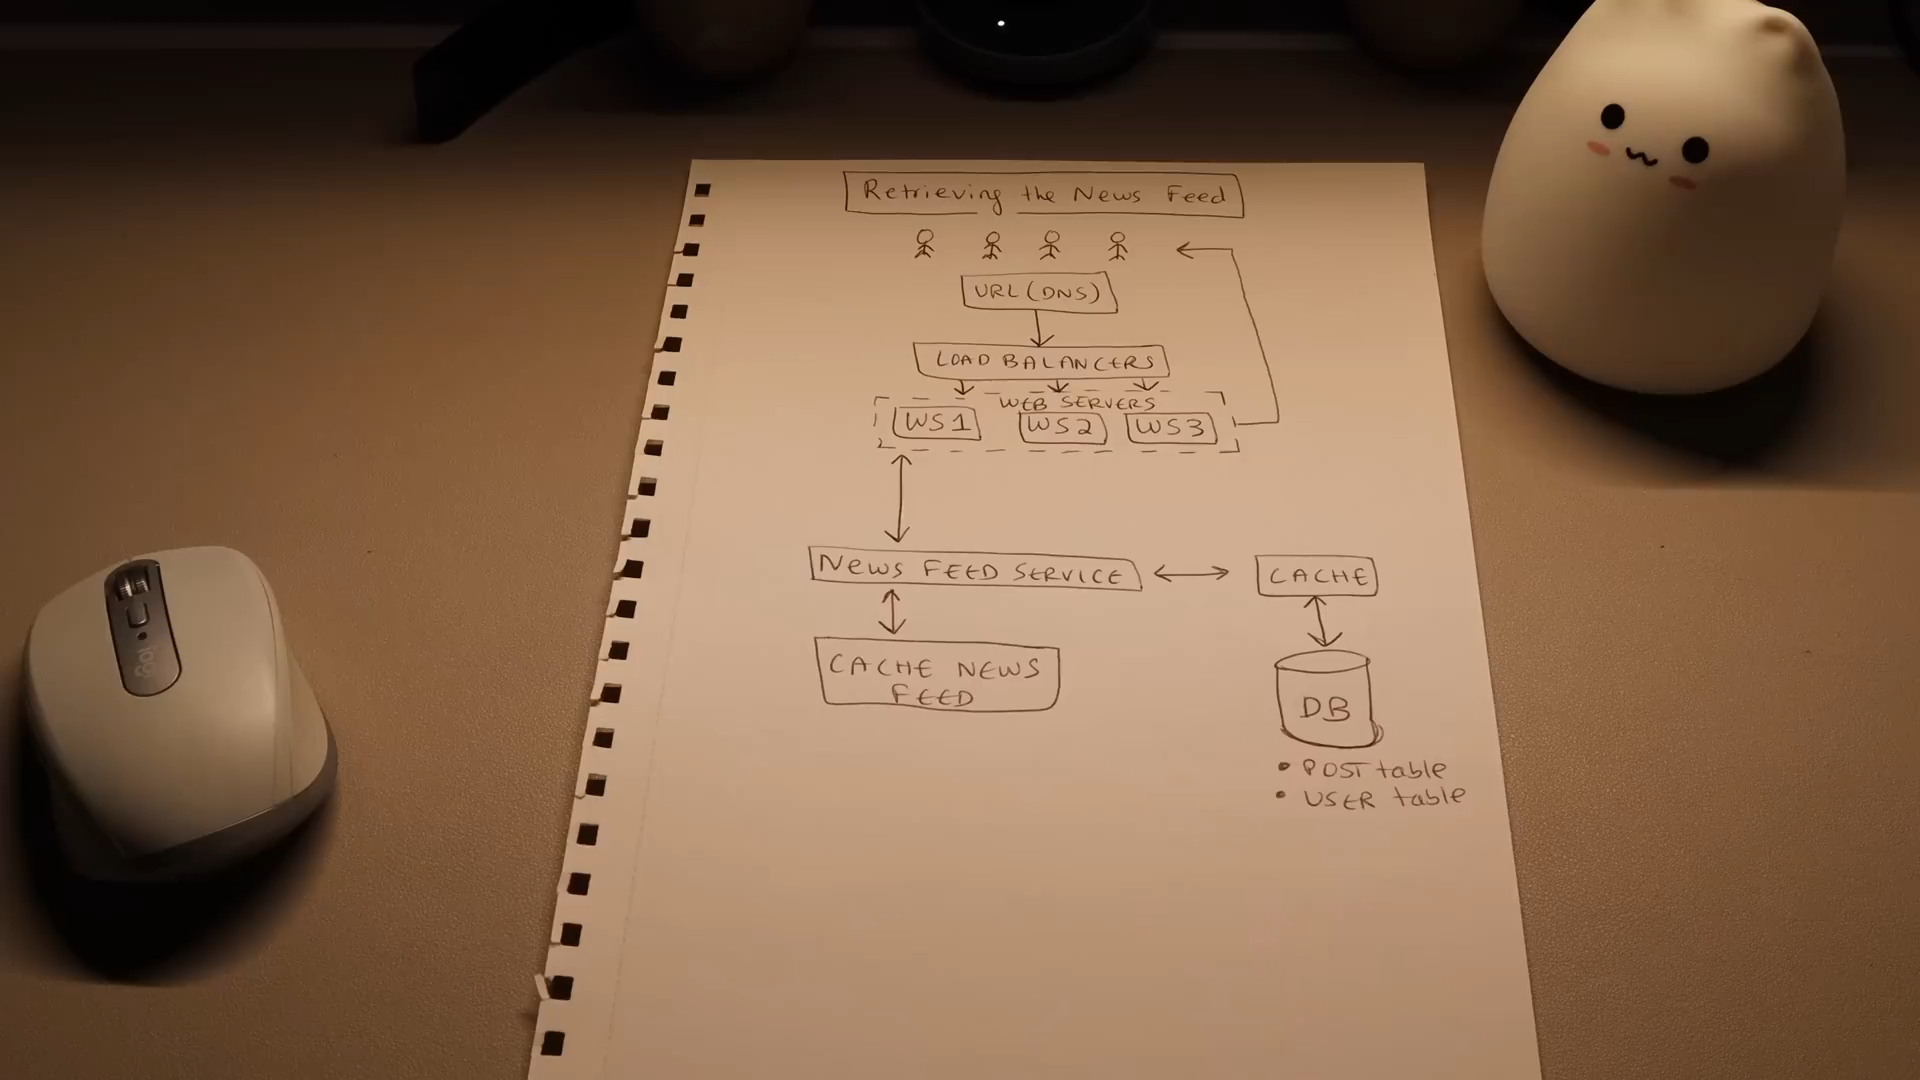 Retrieving the News Feed
URL (DNS)
LOAD BALANCERS
WEB SERVERS
WS1 WS2 WS3
NEWS FEED SERVICE
CACHE
CACHE NEWS
FEED
DB
• POST table
• USER table
logi